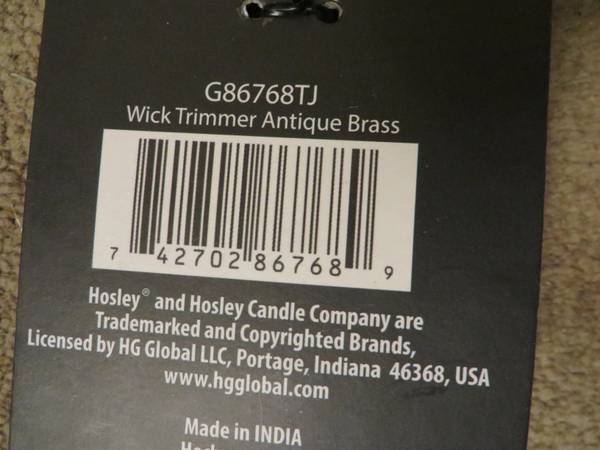 G86768TJ
Wick Trimmer Antique Brass
7 42702 86768 9
Hosley® and Hosley Candle Company are
Trademarked and Copyrighted Brands,
Licensed by HG Global LLC, Portage, Indiana 46368, USA
www.hgglobal.com
Made in INDIA